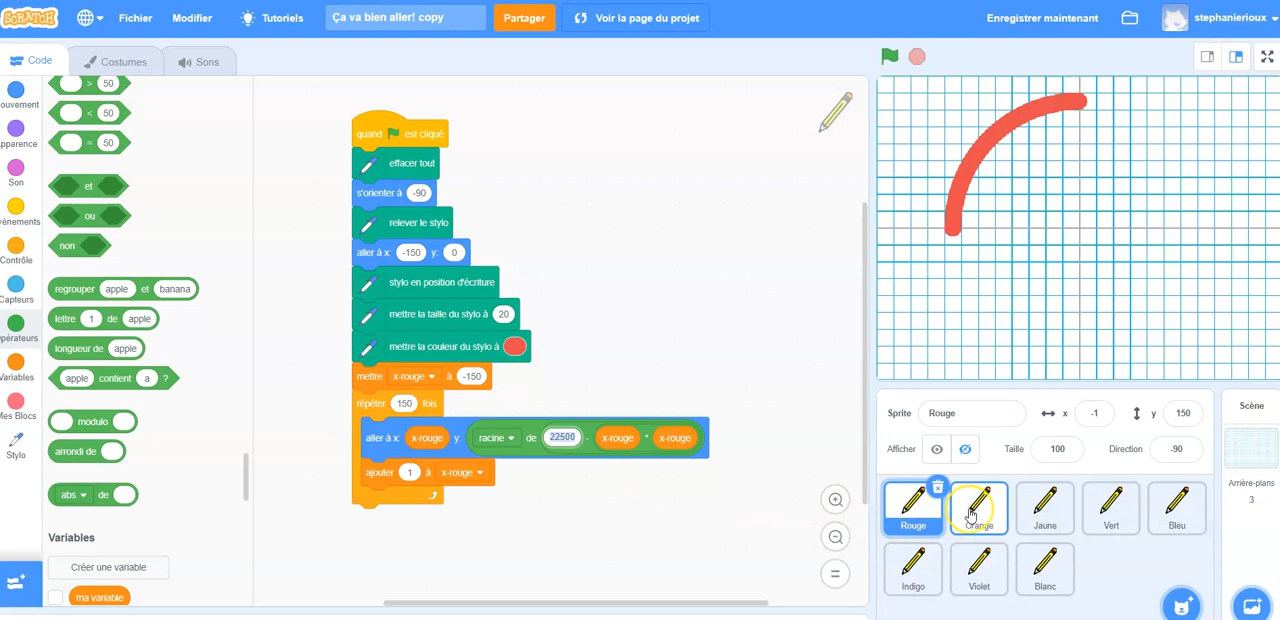 SCRATCH Fichier Modifier Tutoriels Ça va bien aller! copy Partager Voir la page du projet Enregistrer maintenant stephanierioux
Code Costumes Sons
ouvement
pparence
Son
vénements
Contrôle
Capteurs
pérateurs
Variables
Mes Blocs
Stylo
> 50
< 50
= 50
et
ou
non
regrouper apple et banana
lettre 1 de apple
longueur de apple
apple contient a ?
modulo
arrondi de
abs de
Variables
Créer une variable
ma variable
quand est cliqué
effacer tout
s'orienter à -90
relever le stylo
aller à x: -150 y: 0
stylo en position d'écriture
mettre la taille du stylo à 20
mettre la couleur du stylo à
mettre x-rouge à -150
répéter 150 fois
aller à x: x-rouge y: racine de 22500 - x-rouge * x-rouge
ajouter 1 à x-rouge
Sprite Rouge x -1 y 150
Afficher Taille 100 Direction -90
Rouge Orange Jaune Vert Bleu
Indigo Violet Blanc
Scène
Arrière-plans
3